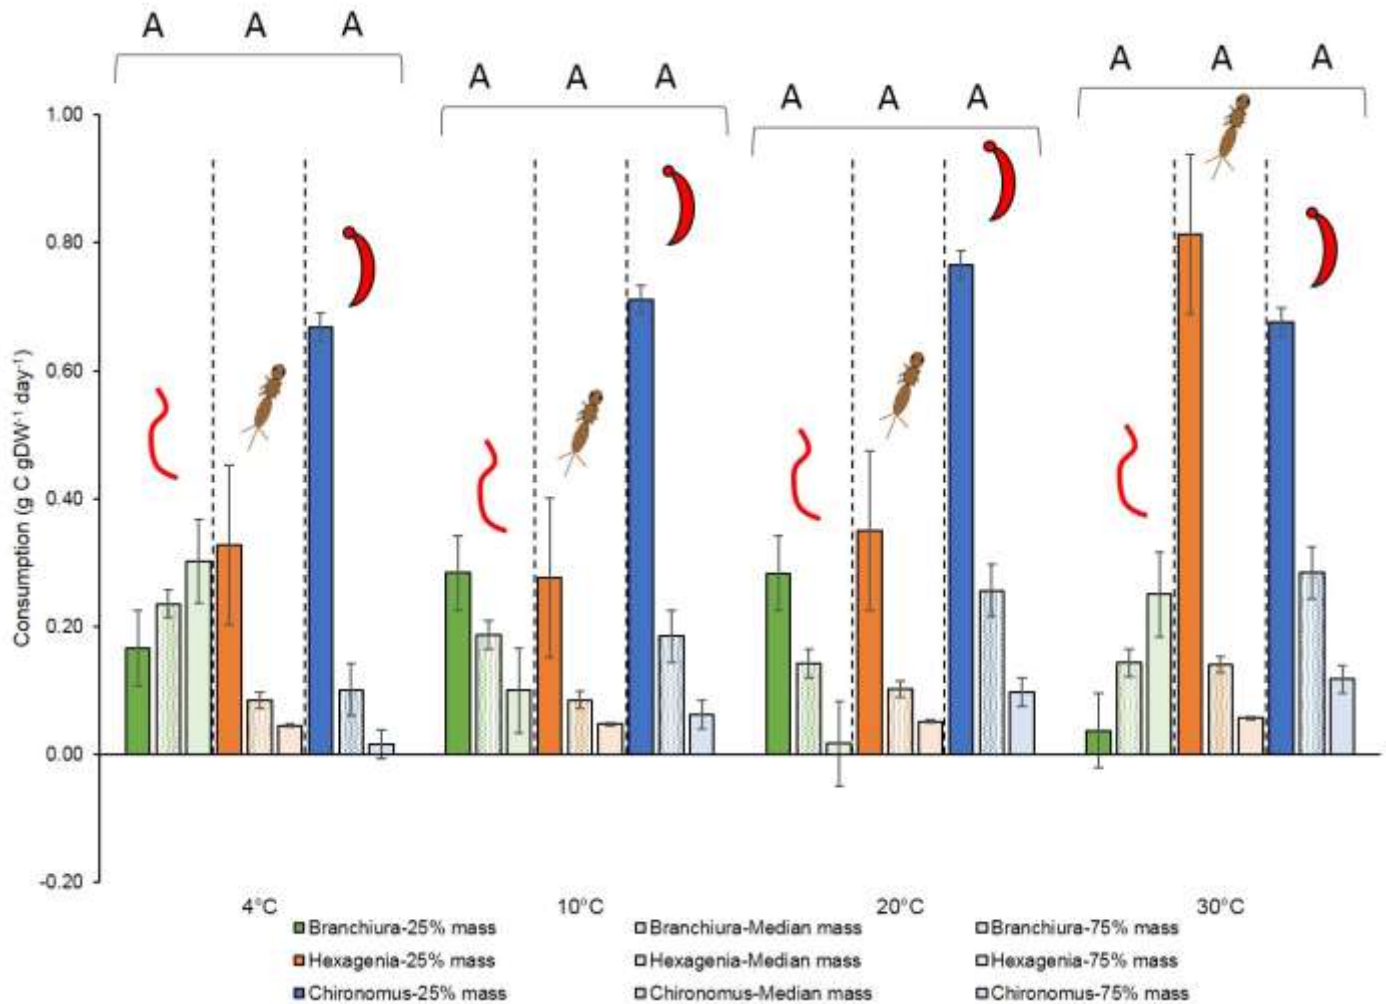 A A A
A A A
A A A
A A A
1.00
0.80
0.60
0.40
0.20
0.00
-0.20
Consumption (g C gDW⁻¹ day⁻¹)
4°C 10°C 20°C 30°C
Branchiura-25% mass Branchiura-Median mass Branchiura-75% mass
Hexagenia-25% mass Hexagenia-Median mass Hexagenia-75% mass
Chironomus-25% mass Chironomus-Median mass Chironomus-75% mass